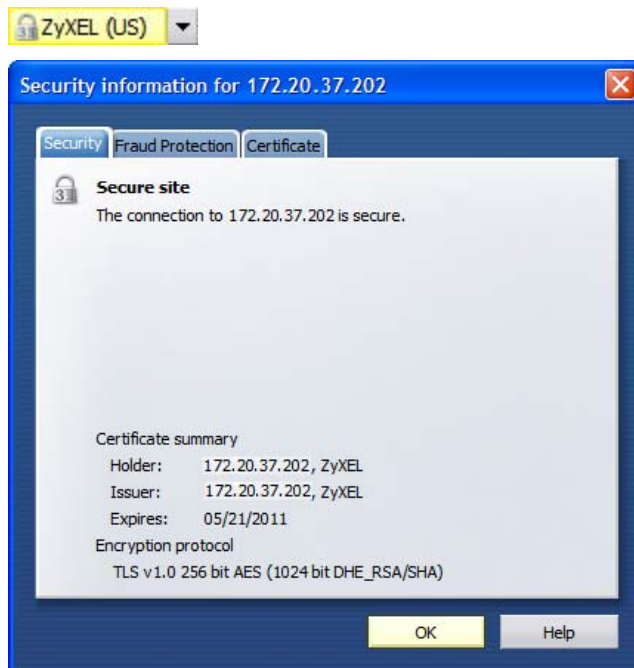 ZyXEL (US)
Security information for 172.20.37.202
Security Fraud Protection Certificate
3
Secure site
The connection to 172.20.37.202 is secure.
Certificate summary
Holder: 172.20.37.202, ZyXEL
Issuer: 172.20.37.202, ZyXEL
Expires: 05/21/2011
Encryption protocol
TLS v1.0 256 bit AES (1024 bit DHE_RSA/SHA)
OK Help